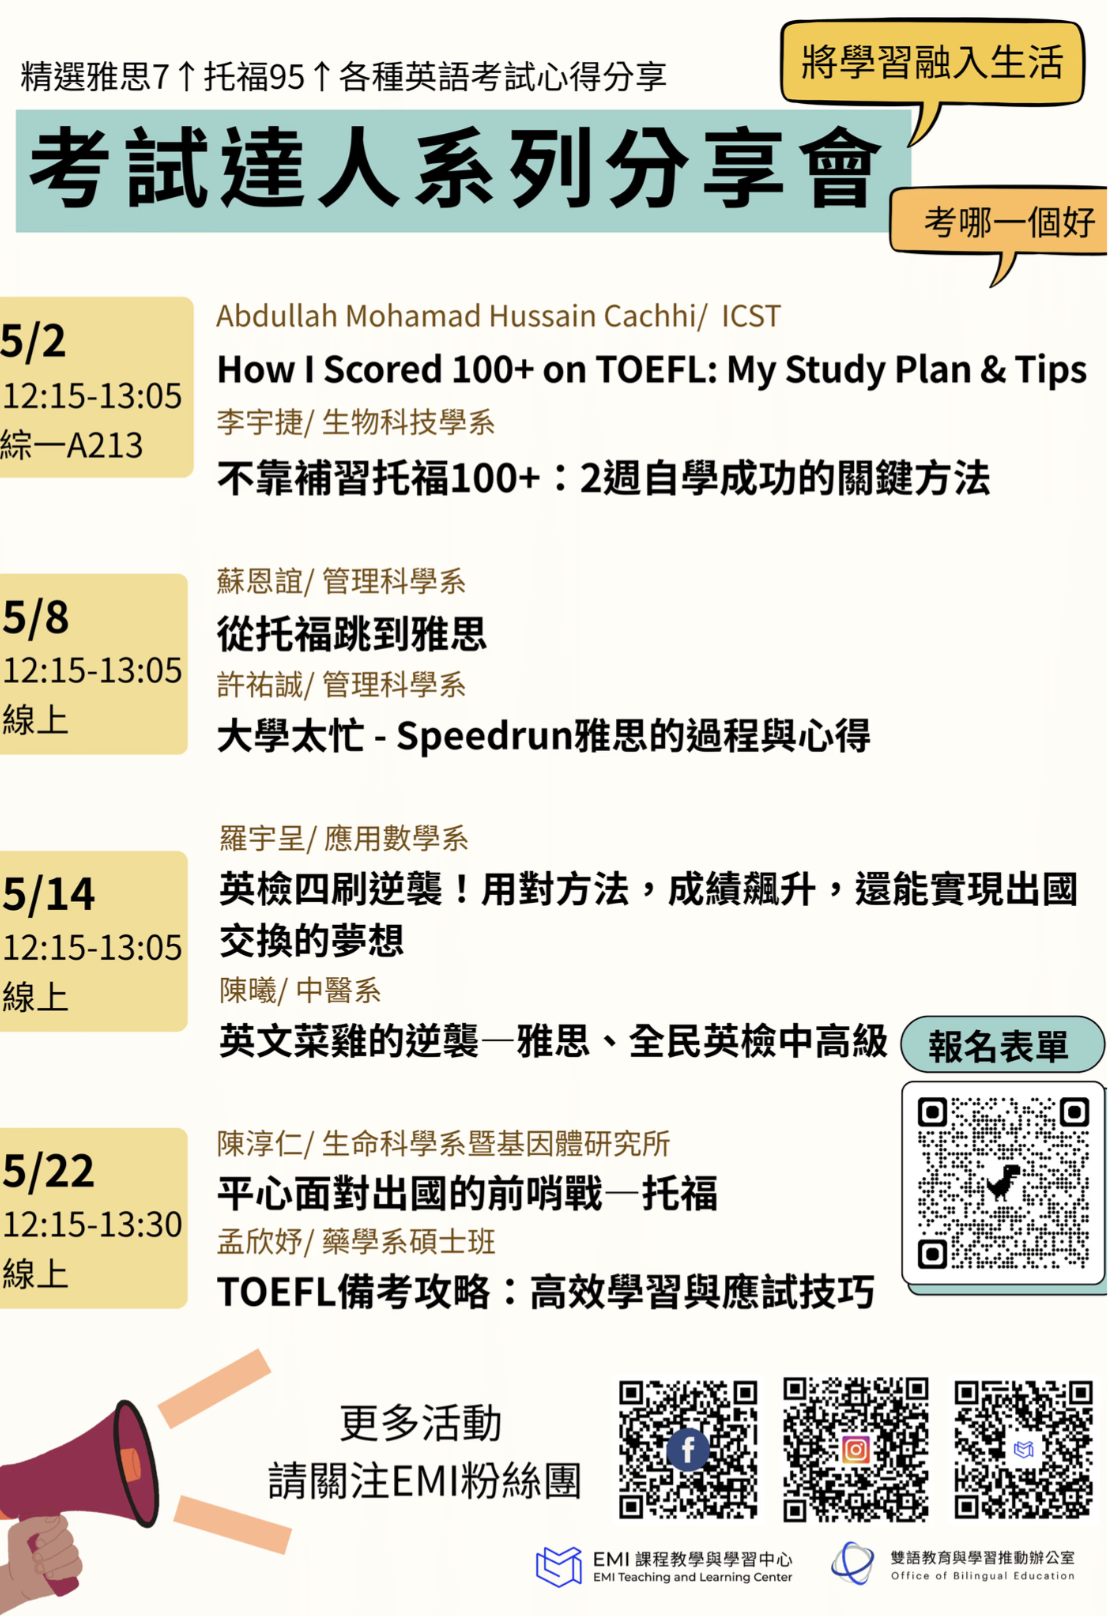 將學習融入生活
精選雅思7↑托福95↑各種英語考試心得分享
考試達人系列分享會
考哪一個好
5/2
12:15-13:05
綜一A213
Abdullah Mohamad Hussain Cachhi/ ICST
How I Scored 100+ on TOEFL: My Study Plan & Tips
李宇捷/ 生物科技學系
不靠補習托福100+：2週自學成功的關鍵方法
5/8
12:15-13:05
線上
蘇恩誼/ 管理科學系
從托福跳到雅思
許祐誠/ 管理科學系
大學太忙 - Speedrun雅思的過程與心得
5/14
12:15-13:05
線上
羅宇呈/ 應用數學系
英檢四刷逆襲！用對方法，成績飆升，還能實現出國
交換的夢想
陳曦/ 中醫系
英文菜雞的逆襲—雅思、全民英檢中高級
報名表單
5/22
12:15-13:30
線上
陳淳仁/ 生命科學系暨基因體研究所
平心面對出國的前哨戰—托福
孟欣妤/ 藥學系碩士班
TOEFL備考攻略：高效學習與應試技巧
更多活動
請關注EMI粉絲團
EMI 課程教學與學習中心
EMI Teaching and Learning Center
雙語教育與學習推動辦公室
Office of Bilingual Education